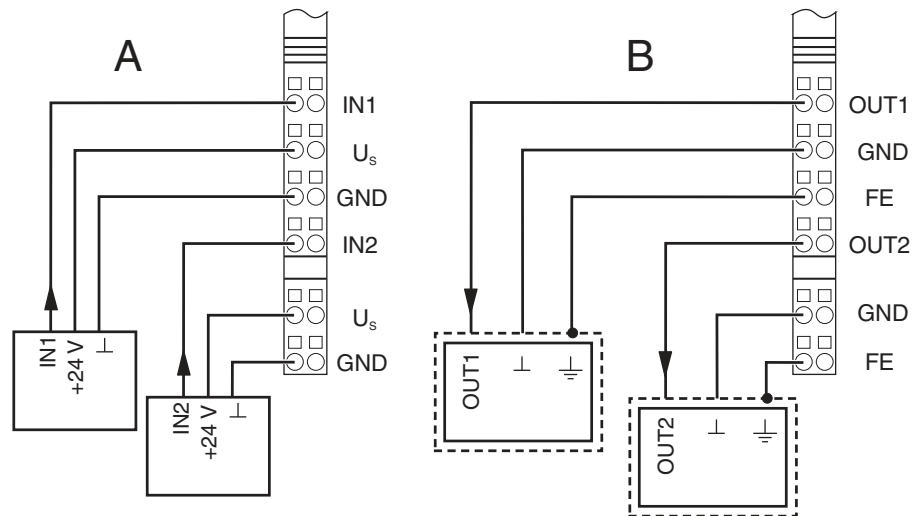 A
IN1
Us
GND
IN2
Us
GND
IN1
+24 V
IN2
+24 V
B
OUT1
GND
FE
OUT2
GND
FE
OUT1
OUT2